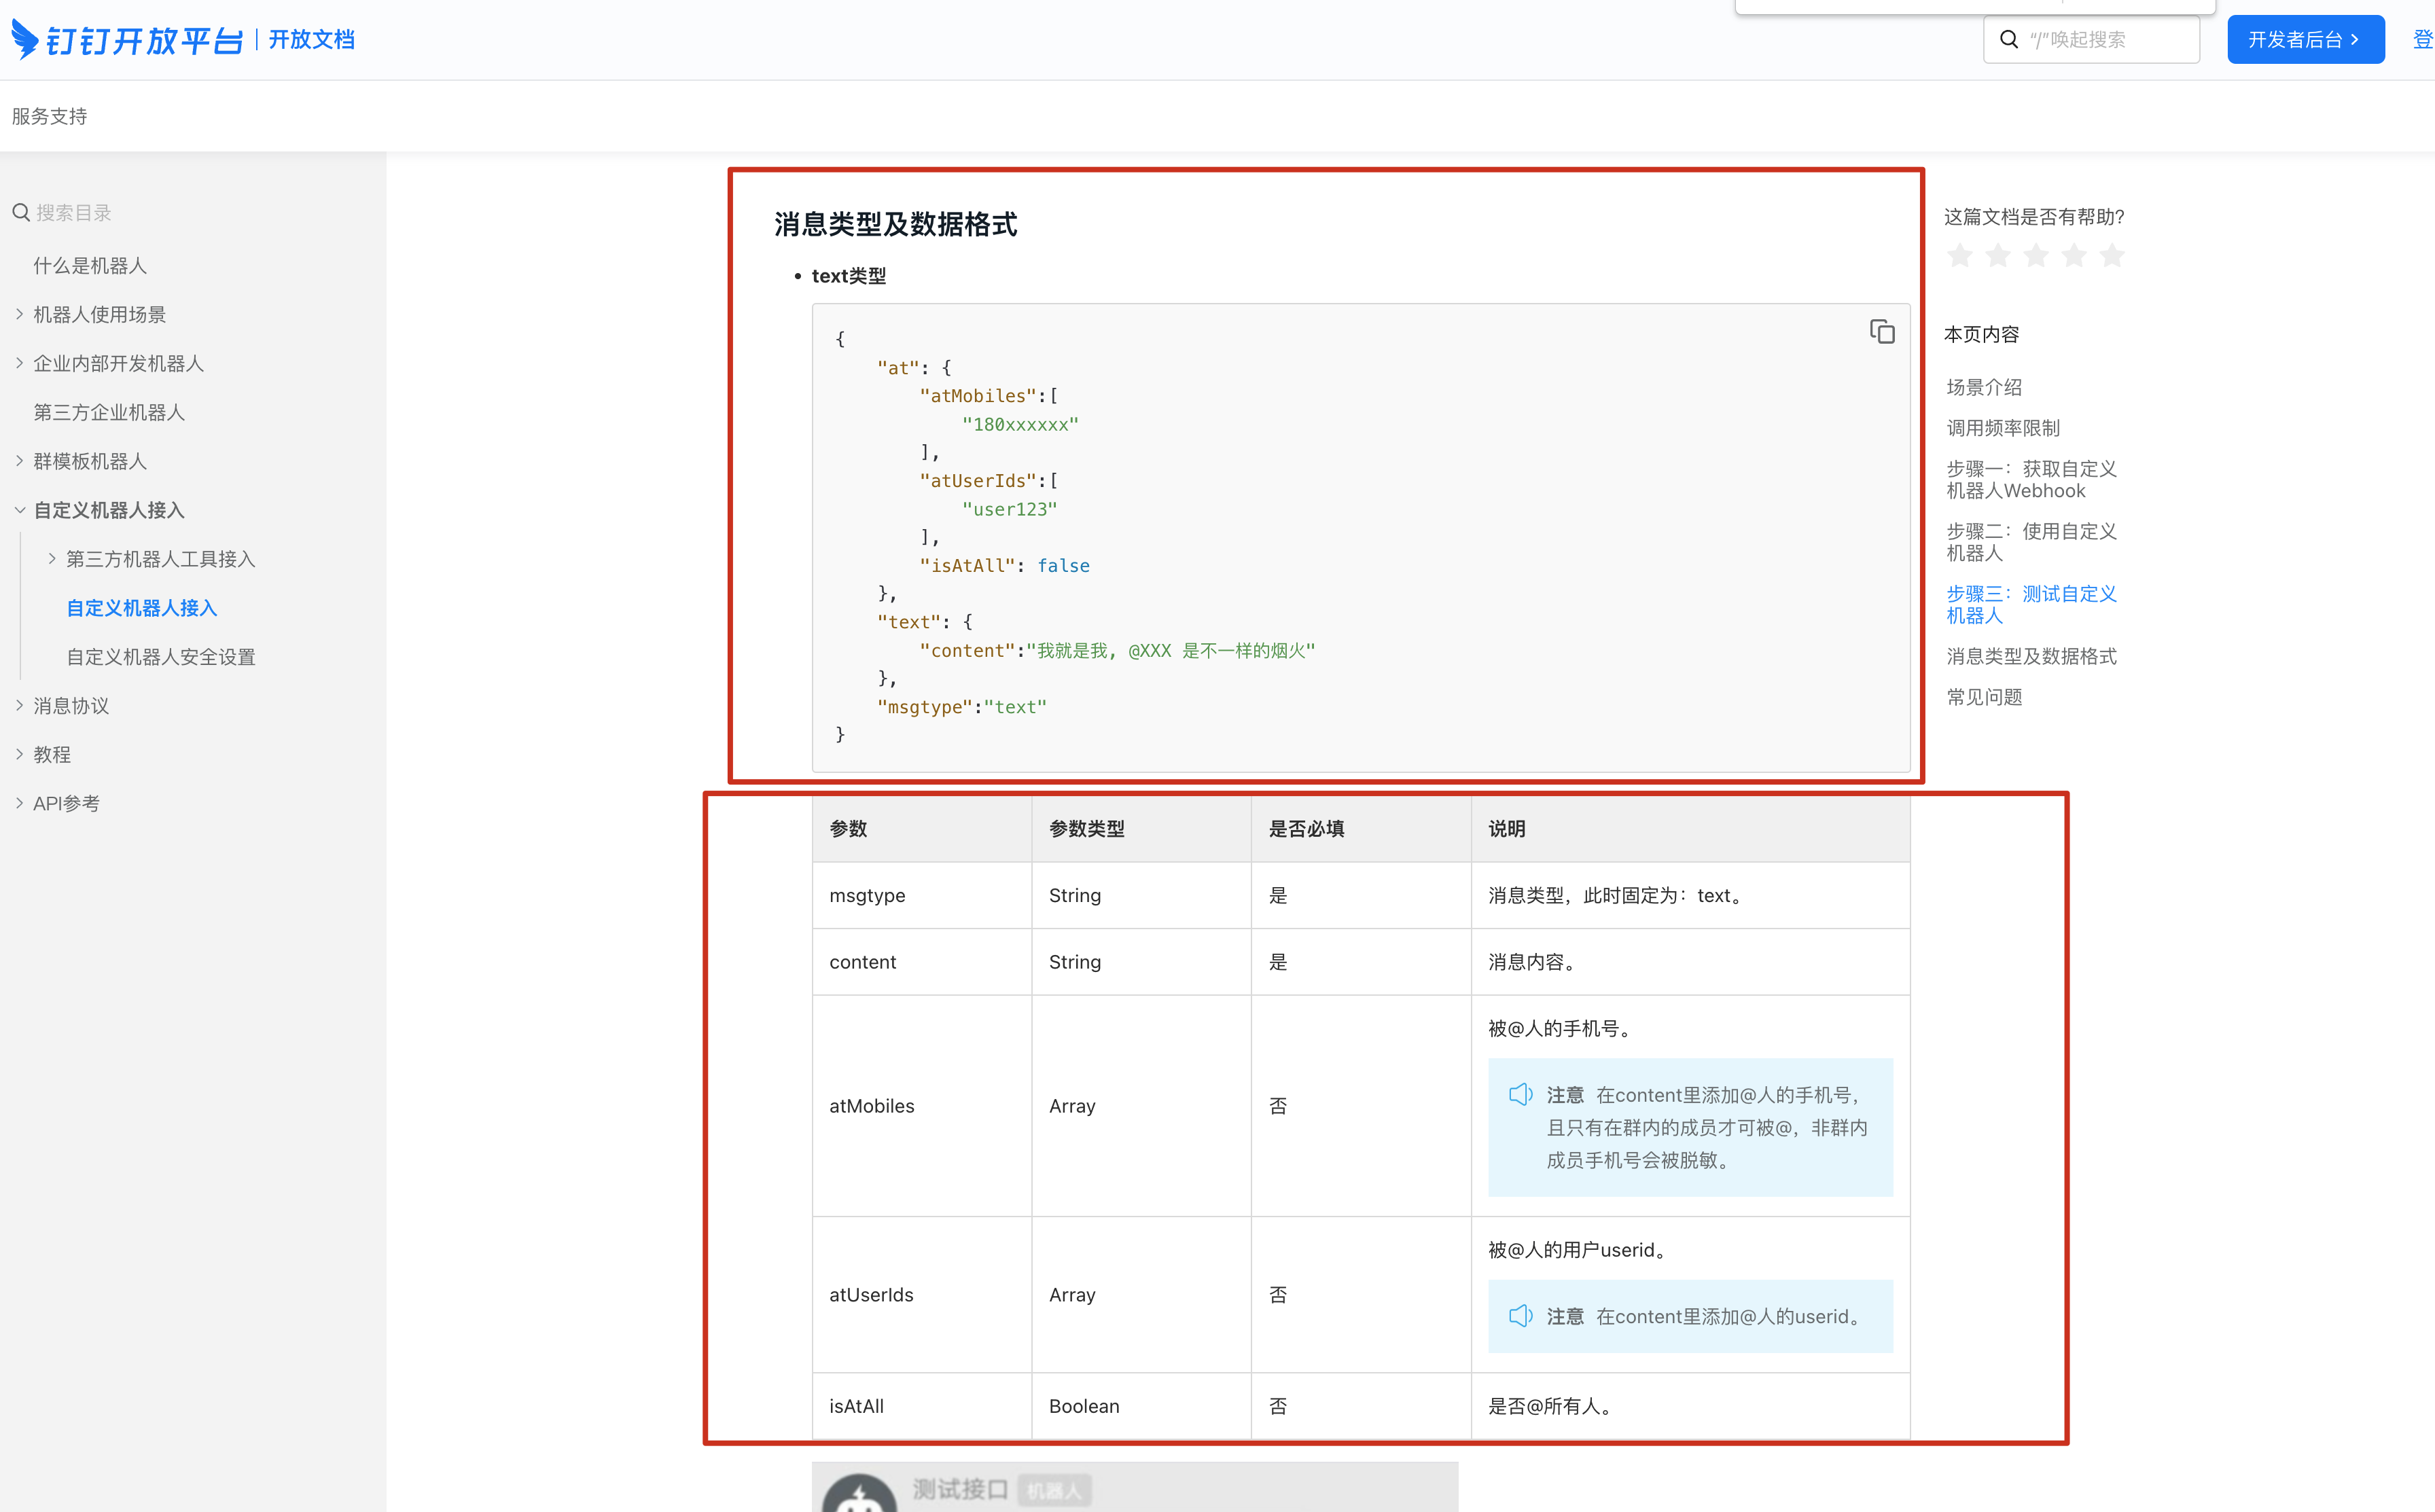 钉钉开放平台 | 开放文档
“/”唤起搜索
开发者后台 >
登
服务支持
搜索目录
什么是机器人
机器人使用场景
企业内部开发机器人
第三方企业机器人
群模板机器人
自定义机器人接入
第三方机器人工具接入
自定义机器人接入
自定义机器人安全设置
消息协议
教程
API参考
消息类型及数据格式
• text类型
{
"at": {
"atMobiles":[
"180xxxxxx"
],
"atUserIds":[
"user123"
],
"isAtAll": false
},
"text": {
"content":"我就是我, @XXX 是不一样的烟火"
},
"msgtype":"text"
}
参数 参数类型 是否必填 说明
msgtype String 是 消息类型，此时固定为：text。
content String 是 消息内容。
atMobiles Array 否 被@人的手机号。
注意 在content里添加@人的手机号，
且只有在群内的成员才可被@，非群内
成员手机号会被脱敏。
atUserIds Array 否 被@人的用户userid。
注意 在content里添加@人的userid。
isAtAll Boolean 否 是否@所有人。
测试接口 机器人
这篇文档是否有帮助?
本页内容
场景介绍
调用频率限制
步骤一：获取自定义
机器人Webhook
步骤二：使用自定义
机器人
步骤三：测试自定义
机器人
消息类型及数据格式
常见问题